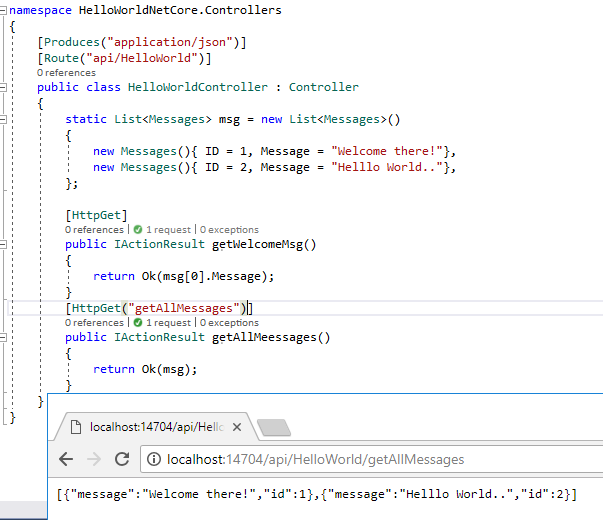 namespace HelloWorldNetCore.Controllers
{
[Produces("application/json")]
[Route("api/HelloWorld")]
0 references
public class HelloWorldController : Controller
{
static List<Messages> msg = new List<Messages>()
{
new Messages(){ ID = 1, Message = "Welcome there!"},
new Messages(){ ID = 2, Message = "Helllo World.."},
};
[HttpGet]
0 references | 1 request | 0 exceptions
public IActionResult getWelcomeMsg()
{
return Ok(msg[0].Message);
}
[HttpGet("getAllMessages")]
0 references | 1 request | 0 exceptions
public IActionResult getAllMeessages()
{
return Ok(msg);
}
}
}
localhost:14704/api/Hello
localhost:14704/api/HelloWorld/getAllMessages
[{"message":"Welcome there!","id":1},{"message":"Helllo World..","id":2}]